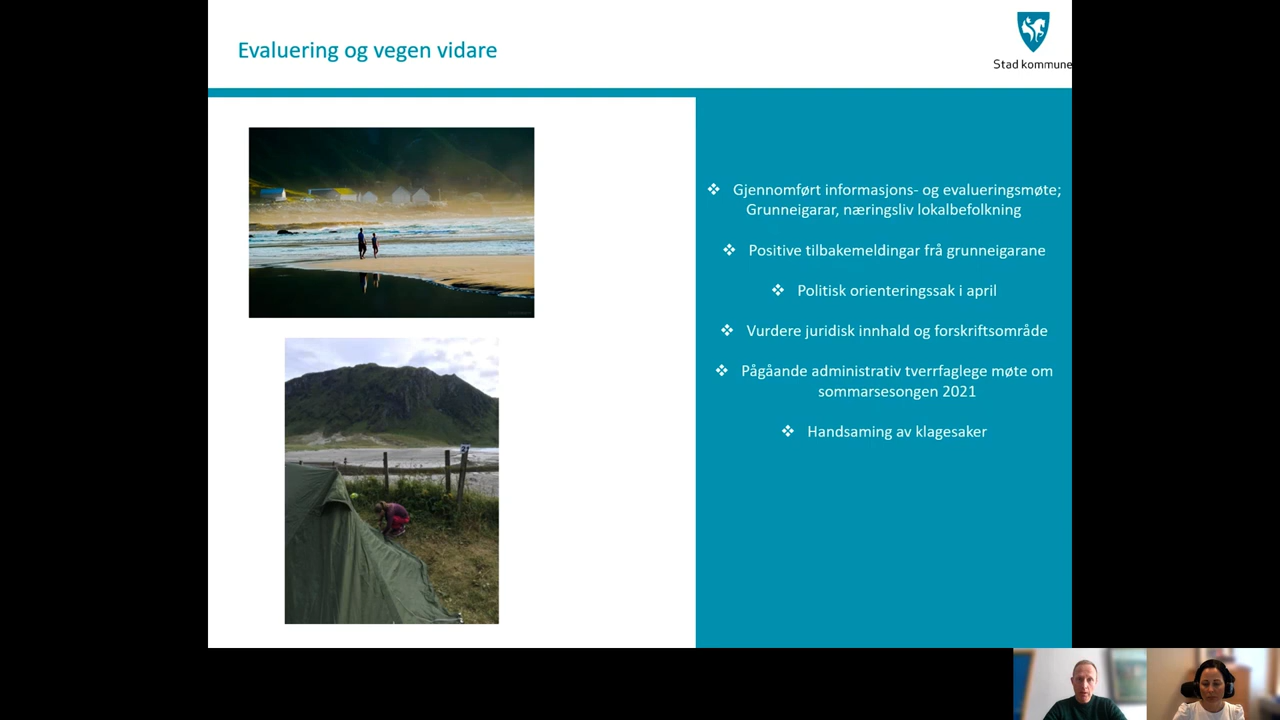 Evaluering og vegen vidare
Stad kommune
❖ Gjennomført informasjons- og evalueringsmøte;
Grunneigarar, næringsliv lokalbefolkning
❖ Positive tilbakemeldingar frå grunneigarane
❖ Politisk orienteringssak i april
❖ Vurdere juridisk innhald og forskriftsområde
❖ Pågåande administrativ tverrfaglege møte om
sommarsesongen 2021
❖ Handsaming av klagesaker